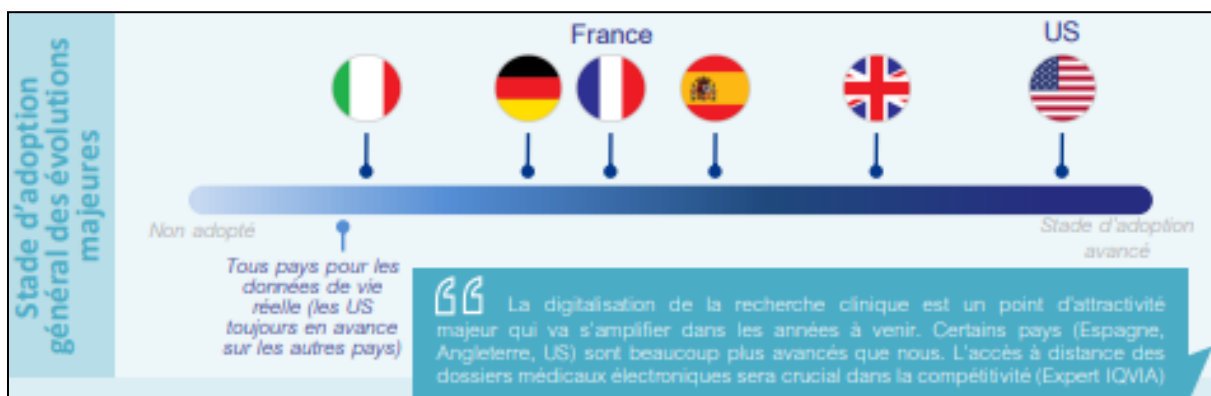 Stade d'adoption
général des évolutions
majeures
France
US
Non adopté
Stade d'adoption
avancé
Tous pays pour les
données de vie
réelle (les US
toujours en avance
sur les autres pays)
La digitalisation de la recherche clinique est un point d'attractivité
majeur qui va s'amplifier dans les années à venir. Certains pays (Espagne,
Angleterre, US) sont beaucoup plus avancés que nous. L'accès à distance des
dossiers médicaux électroniques sera crucial dans la compétitivité (Expert IQVIA)